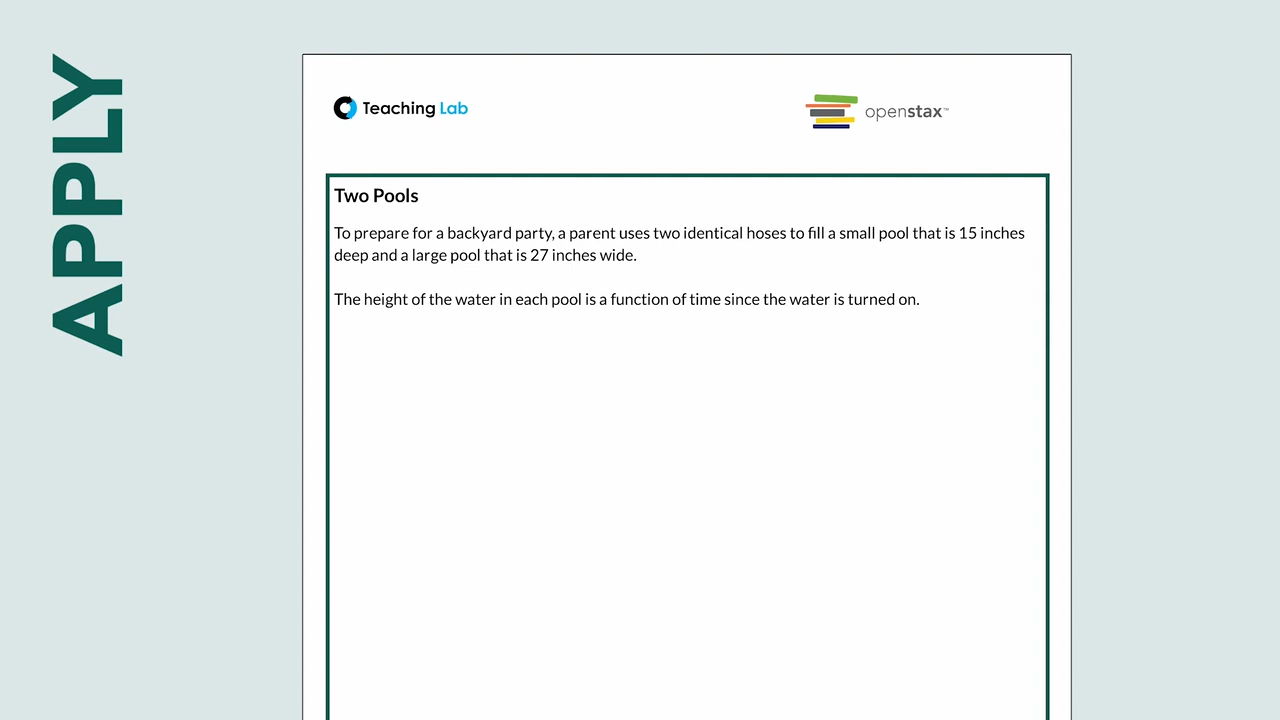 APPLY
Teaching Lab
openstax™
Two Pools
To prepare for a backyard party, a parent uses two identical hoses to fill a small pool that is 15 inches
deep and a large pool that is 27 inches wide.
The height of the water in each pool is a function of time since the water is turned on.